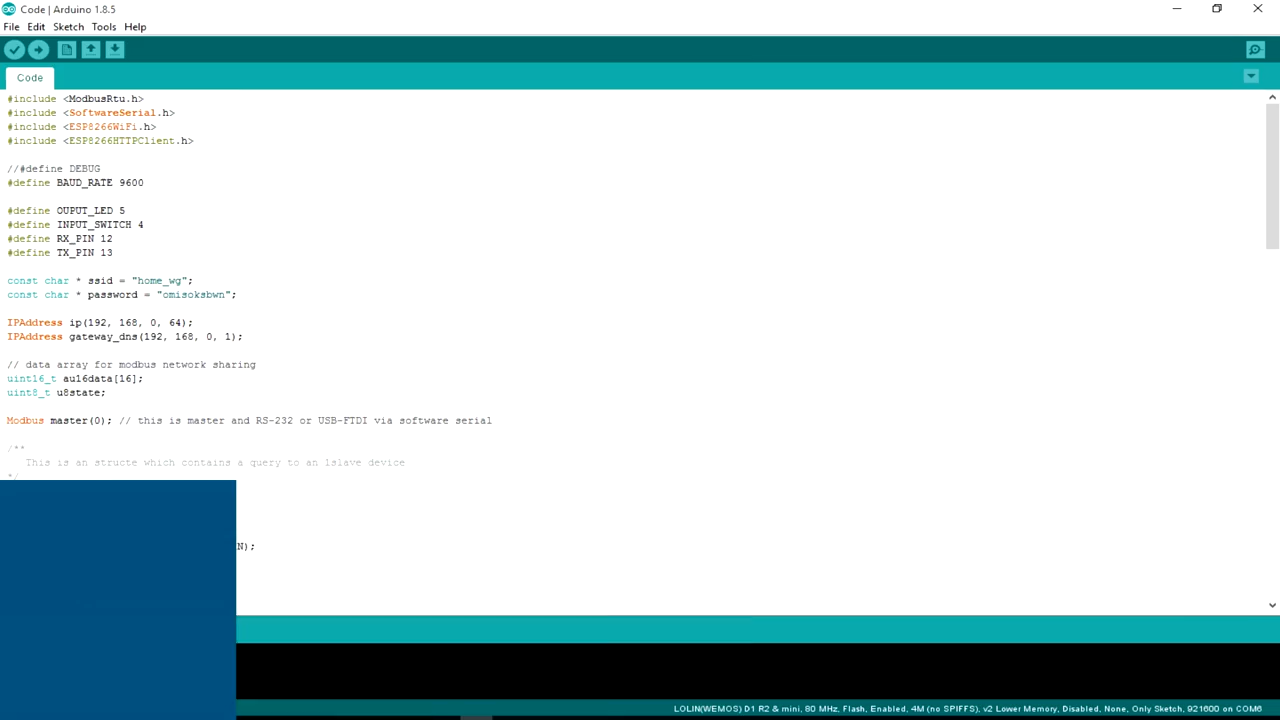 Code | Arduino 1.8.5
File Edit Sketch Tools Help
Code
#include <ModbusRtu.h>
#include <SoftwareSerial.h>
#include <ESP8266WiFi.h>
#include <ESP8266HTTPClient.h>
//#define DEBUG
#define BAUD_RATE 9600
#define OUPUT_LED 5
#define INPUT_SWITCH 4
#define RX_PIN 12
#define TX_PIN 13
const char * ssid = "home_wg";
const char * password = "omisoksbwn";
IPAddress ip(192, 168, 0, 64);
IPAddress gateway_dns(192, 168, 0, 1);
// data array for modbus network sharing
uint16_t au16data[16];
uint8_t u8state;
Modbus master(0); // this is master and RS-232 or USB-FTDI via software serial
/**
This is an structe which contains a query to an 1slave device
*/
N);
LOLIN(WEMOS) D1 R2 & mini, 80 MHz, Flash, Enabled, 4M (no SPIFFS), v2 Lower Memory, Disabled, None, Only Sketch, 921600 on COM6